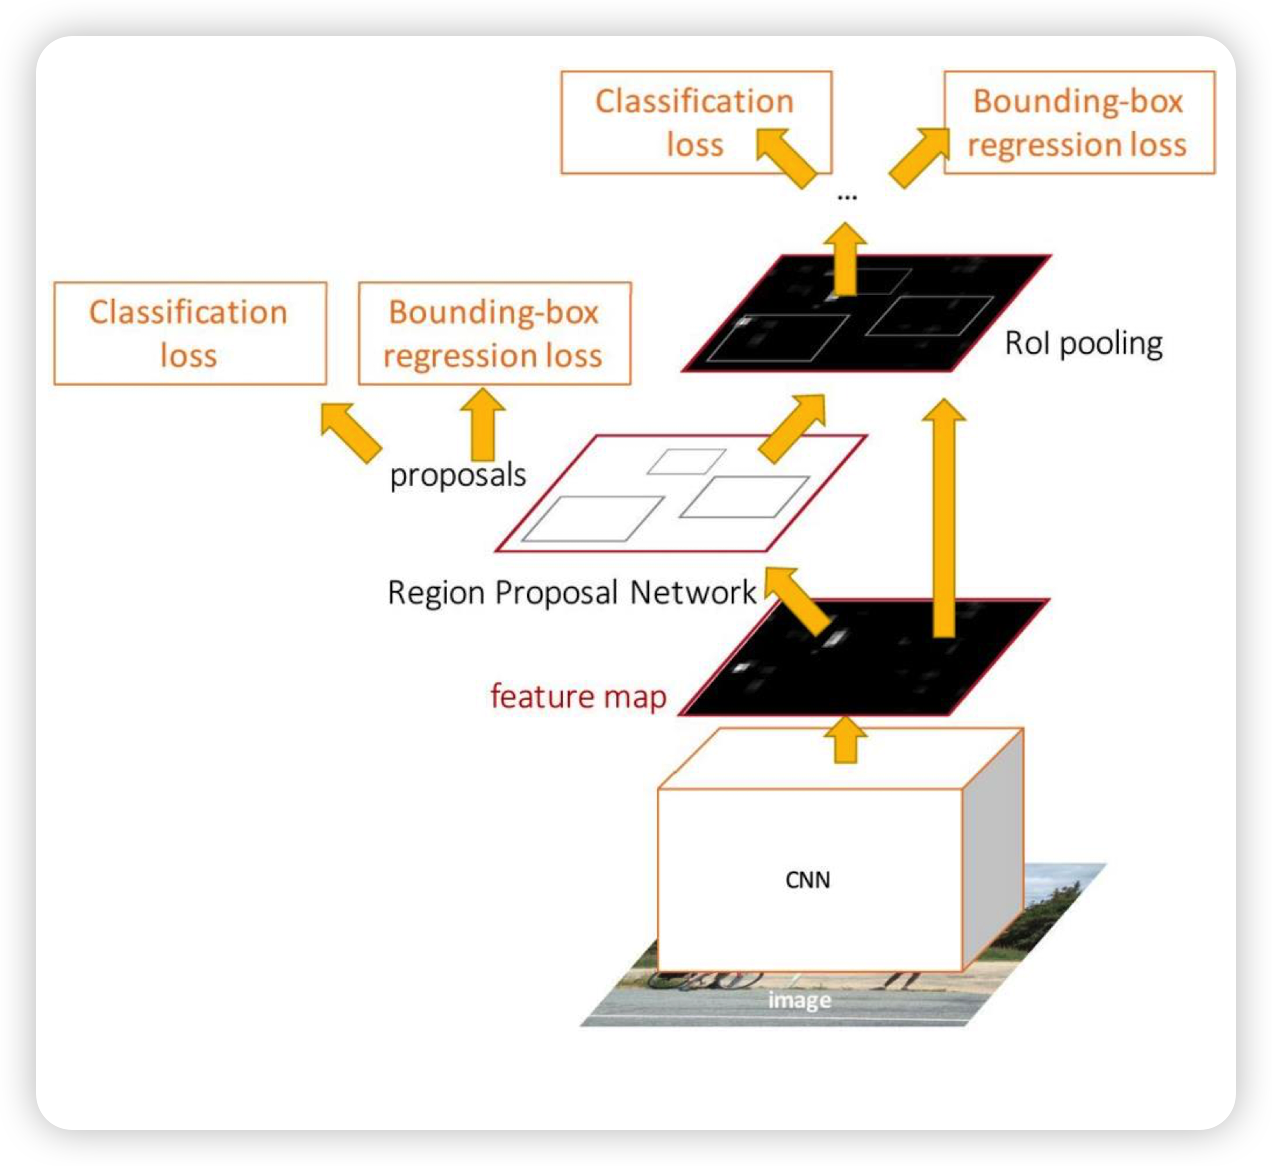 Classification
loss
Bounding-box
regression loss
...
Classification
loss
Bounding-box
regression loss
RoI pooling
proposals
Region Proposal Network
feature map
CNN
image